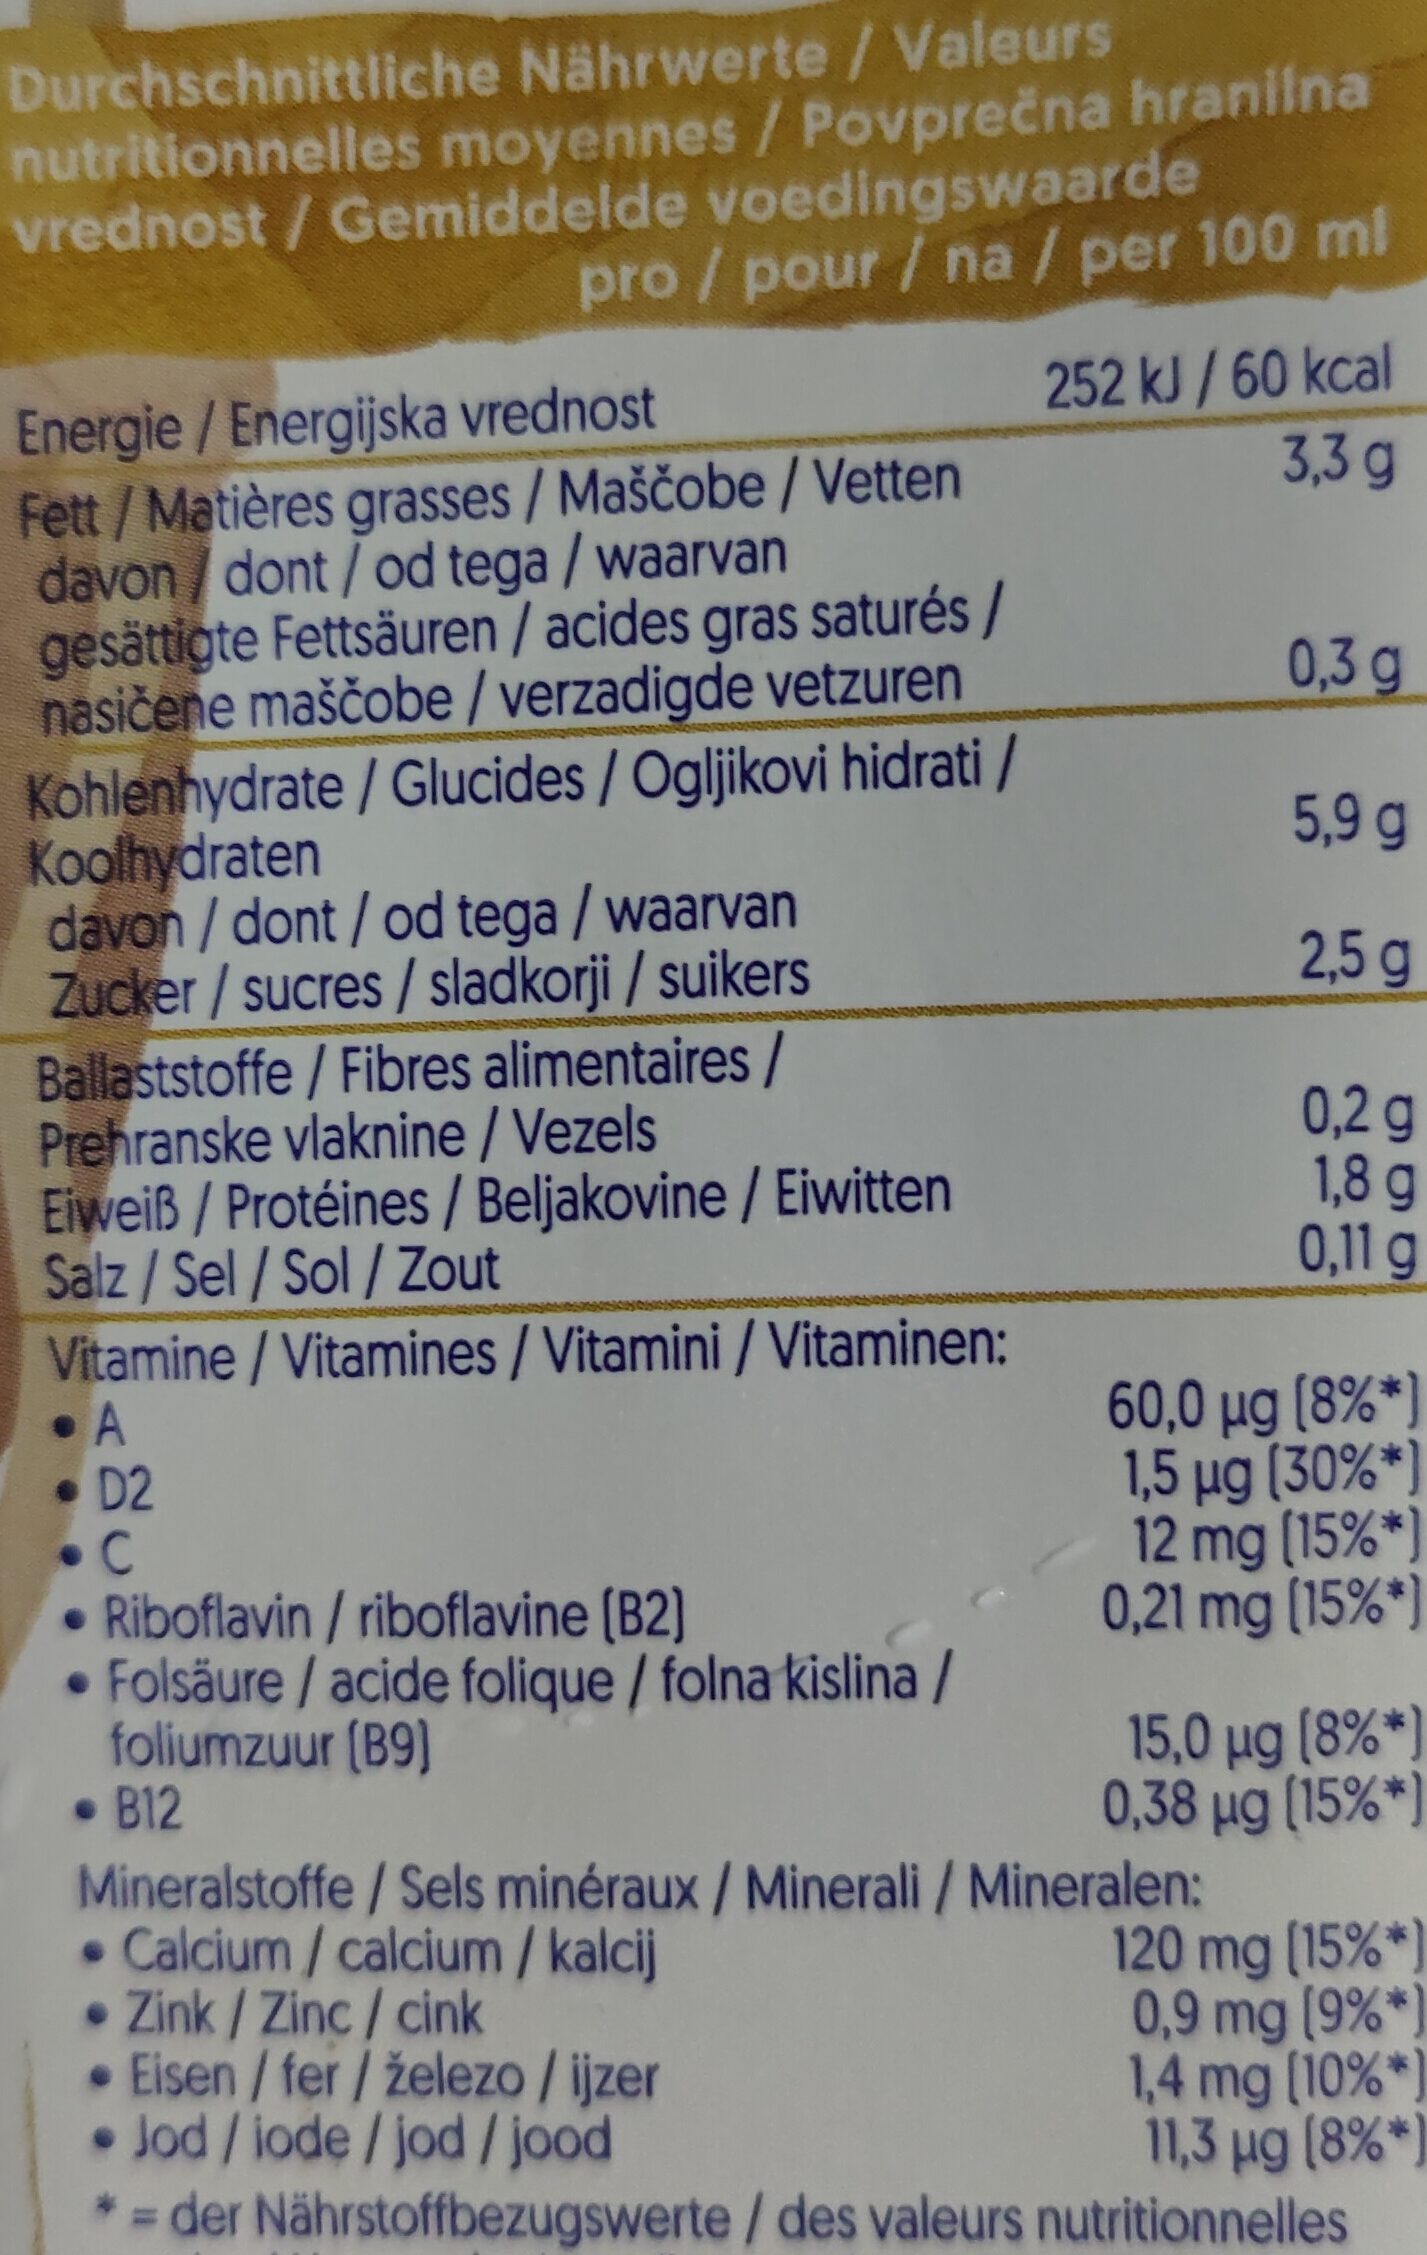 Durchschnittliche Nährwerte / Valeurs
nutritionnelles moyennes / Povprečna hranilna
vrednost / Gemiddelde voedingswaarde
pro / pour / na / per 100 ml
Energie / Energijska vrednost 252 kJ / 60 kcal
Fett / Matières grasses / Maščobe / Vetten 3,3 g
davon / dont / od tega / waarvan
gesättigte Fettsäuren / acides gras saturés /
nasičene maščobe / verzadigde vetzuren 0,3 g
Kohlenhydrate / Glucides / Ogljikovi hidrati /
Koolhydraten 5,9 g
davon / dont / od tega / waarvan
Zucker / sucres / sladkorji / suikers 2,5 g
Ballaststoffe / Fibres alimentaires /
Prehranske vlaknine / Vezels 0,2 g
Eiweiß / Protéines / Beljakovine / Eiwitten 1,8 g
Salz / Sel / Sol / Zout 0,11 g
Vitamine / Vitamines / Vitamini / Vitaminen:
• A 60,0 µg (8%*)
• D2 1,5 µg (30%*)
• C 12 mg (15%*)
• Riboflavin / riboflavine (B2) 0,21 mg (15%*)
• Folsäure / acide folique / folna kislina /
foliumzuur (B9) 15,0 µg (8%*)
• B12 0,38 µg (15%*)
Mineralstoffe / Sels minéraux / Minerali / Mineralen:
• Calcium / calcium / kalcij 120 mg (15%*)
• Zink / Zinc / cink 0,9 mg (9%*)
• Eisen / fer / železo / ijzer 1,4 mg (10%*)
• Jod / iode / jod / jood 11,3 µg (8%*)
* = der Nährstoffbezugswerte / des valeurs nutritionnelles